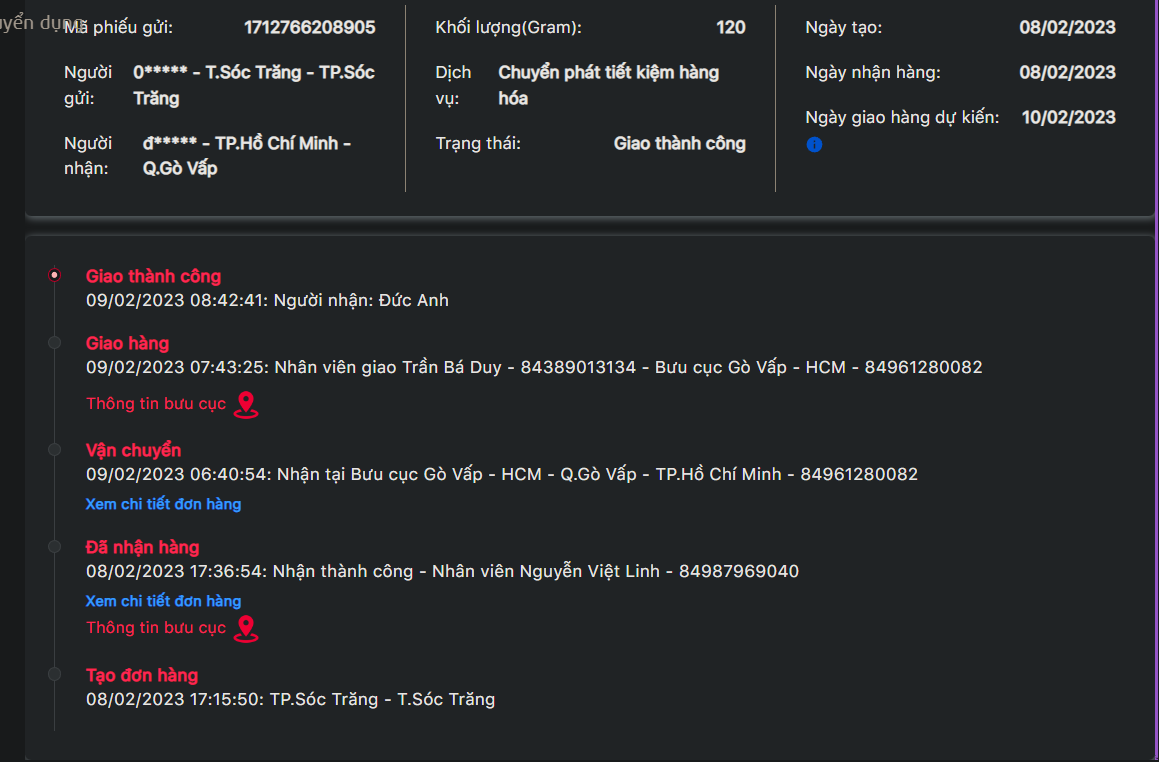 uyển dụng
Mã phiếu gửi: 1712766208905
Người gửi: 0***** - T.Sóc Trăng - TP.Sóc Trăng
Người nhận: đ***** - TP.Hồ Chí Minh - Q.Gò Vấp
Khối lượng(Gram): 120
Dịch vụ: Chuyển phát tiết kiệm hàng hóa
Trạng thái: Giao thành công
Ngày tạo: 08/02/2023
Ngày nhận hàng: 08/02/2023
Ngày giao hàng dự kiến: 10/02/2023
Giao thành công
09/02/2023 08:42:41: Người nhận: Đức Anh
Giao hàng
09/02/2023 07:43:25: Nhân viên giao Trần Bá Duy - 84389013134 - Bưu cục Gò Vấp - HCM - 84961280082
Thông tin bưu cục
Vận chuyển
09/02/2023 06:40:54: Nhận tại Bưu cục Gò Vấp - HCM - Q.Gò Vấp - TP.Hồ Chí Minh - 84961280082
Xem chi tiết đơn hàng
Đã nhận hàng
08/02/2023 17:36:54: Nhận thành công - Nhân viên Nguyễn Việt Linh - 84987969040
Xem chi tiết đơn hàng
Thông tin bưu cục
Tạo đơn hàng
08/02/2023 17:15:50: TP.Sóc Trăng - T.Sóc Trăng